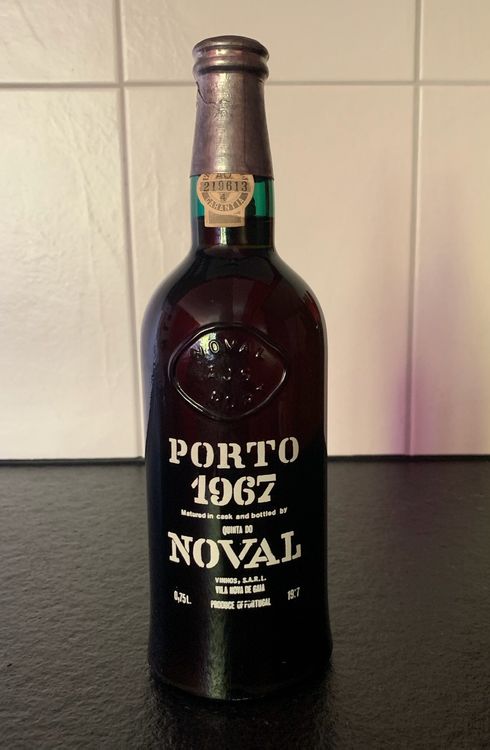 219613
GARANTIA
NOVAL
PORTO
1967
Matured in cask and bottled by
QUINTA DO
NOVAL
VINHOS, S.A.R.L.
VILA NOVA DE GAIA
0,75L.
PRODUCE OF PORTUGAL